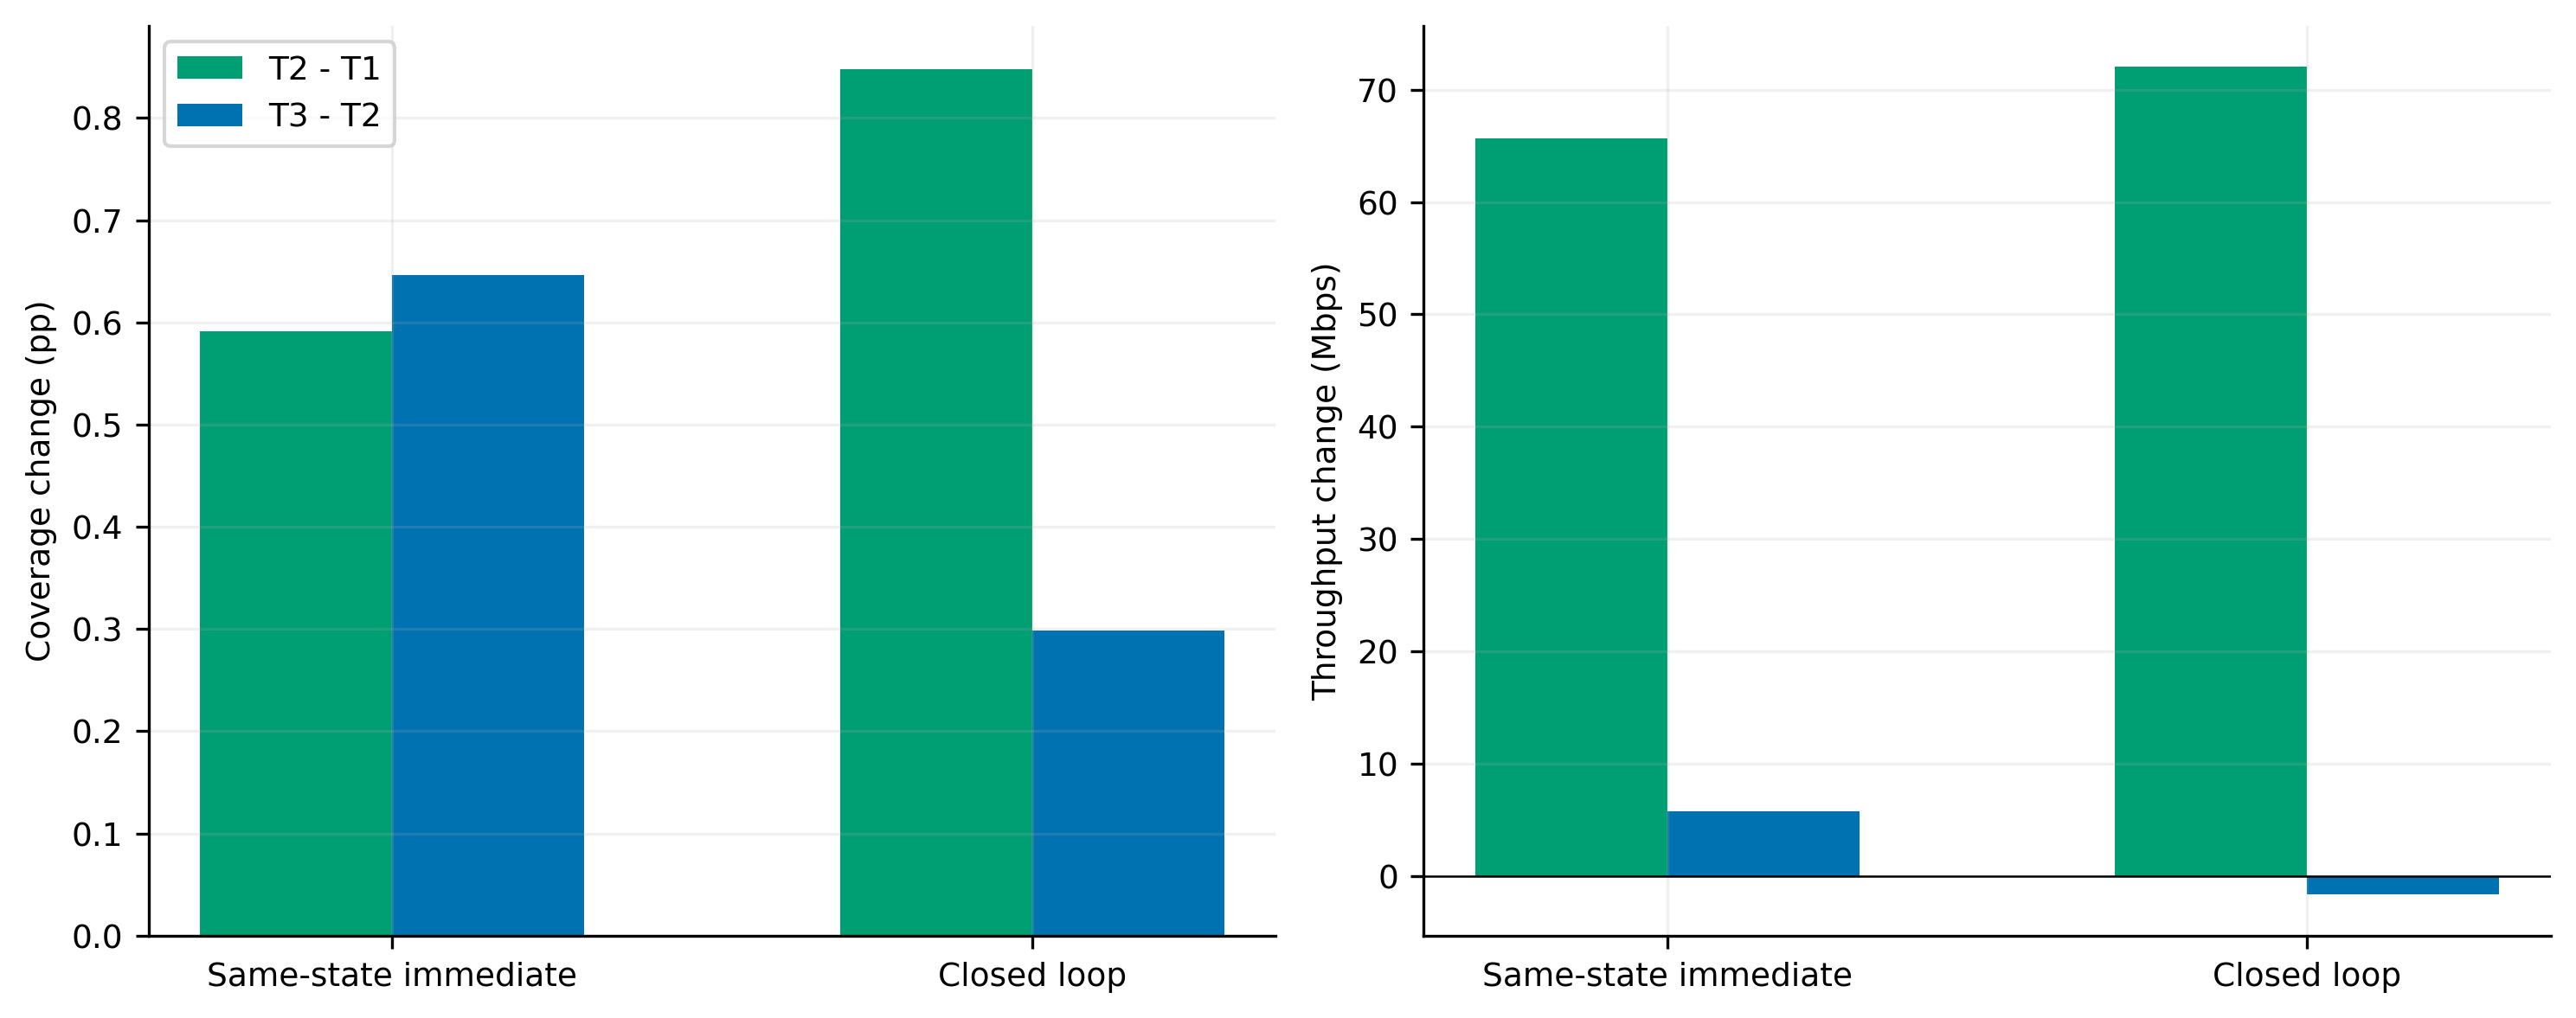 T2 - T1
T3 - T2
Coverage change (pp)
0.8
0.7
0.6
0.5
0.4
0.3
0.2
0.1
0.0
Same-state immediate
Closed loop
Throughput change (Mbps)
70
60
50
40
30
20
10
0
Same-state immediate
Closed loop